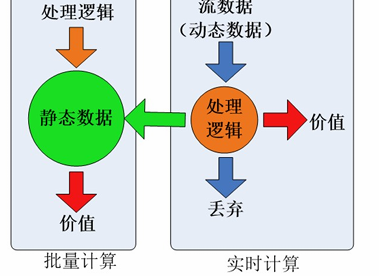 处理逻辑
静态数据
价值
批量计算
流数据
（动态数据）
处理
逻辑
价值
丢弃
实时计算